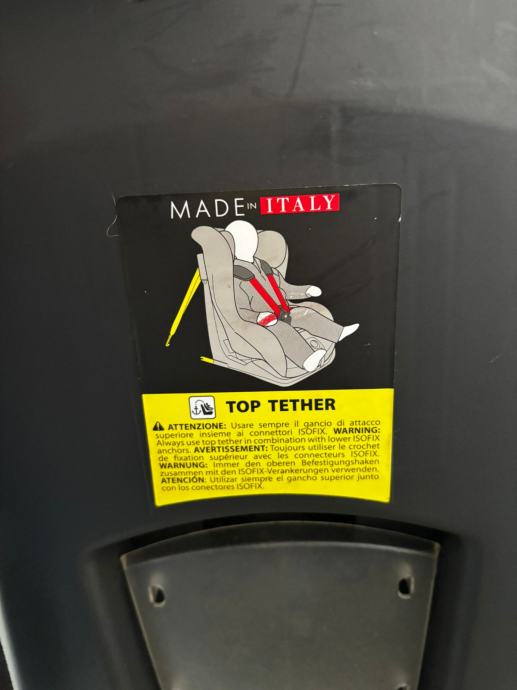 MADE IN ITALY
TOP TETHER
ATTENZIONE: Usare sempre il gancio di attacco
superiore insieme ai connettori ISOFIX. WARNING:
Always use top tether in combination with lower ISOFIX
anchors. AVERTISSEMENT: Toujours utiliser le crochet
de fixation supérieur avec les connecteurs ISOFIX.
WARNUNG: Immer den oberen Befestigungshaken
zusammen mit den ISOFIX-Verankerungen verwenden.
ATENCIÓN: Utilizar siempre el gancho superior junto
con los conectores ISOFIX.